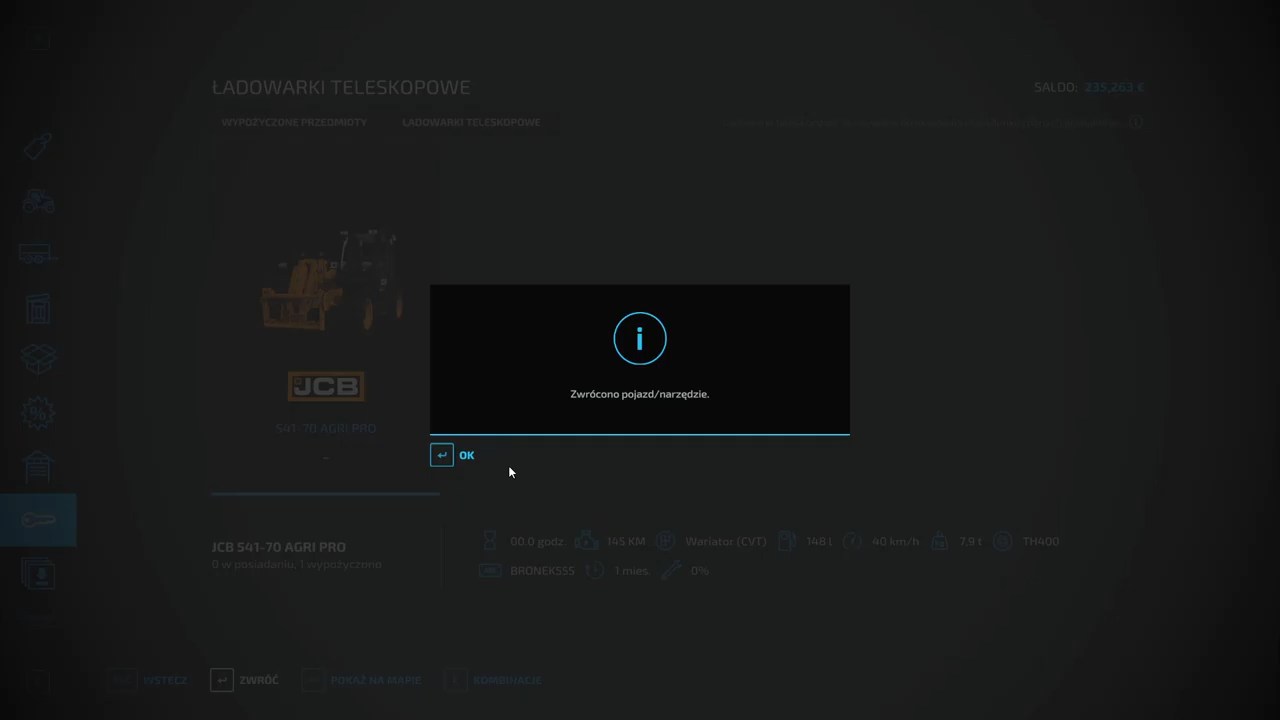 ŁADOWARKI TELESKOPOWE
SALDO: 235,263 €
WYPOŻYCZONE PRZEDMIOTY ŁADOWARKI TELESKOPOWE
JCB
541-70 AGRI PRO
-
Zwrócono pojazd/narzędzie.
OK
JCB 541-70 AGRI PRO
0 w posiadaniu, 1 wypożyczono
00.0 godz. 145 KM Wariator (CVT) 148 l 40 km/h 7,9 t TH400
BRONEK555 1 mies. 0%
WSTECZ ZWRÓĆ POKAŻ NA MAPIE KOMBINACJE